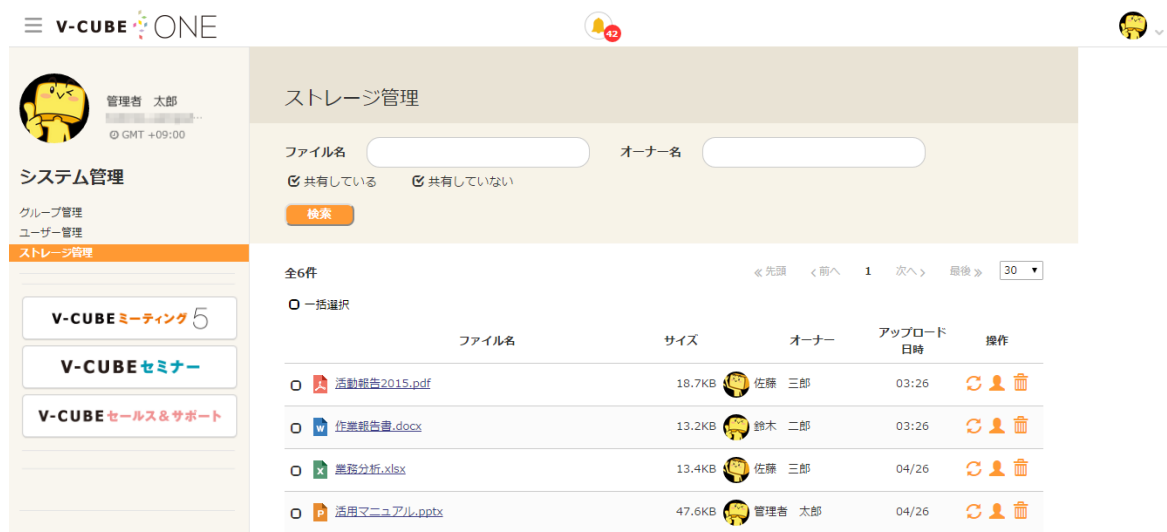 V-CUBE ONE
42
管理者 太郎
GMT +09:00
システム管理
グループ管理
ユーザー管理
ストレージ管理
V-CUBE ミーティング 5
V-CUBE セミナー
V-CUBE セールス&サポート
ストレージ管理
ファイル名 オーナー名
共有している 共有していない
検索
全6件 ≪先頭 <前へ 1 次へ> 最後≫ 30
一括選択
ファイル名 サイズ オーナー アップロード日時 操作
活動報告2015.pdf 18.7KB 佐藤 三郎 03:26
作業報告書.docx 13.2KB 鈴木 二郎 03:26
業務分析.xlsx 13.4KB 佐藤 三郎 04/26
活用マニュアル.pptx 47.6KB 管理者 太郎 04/26